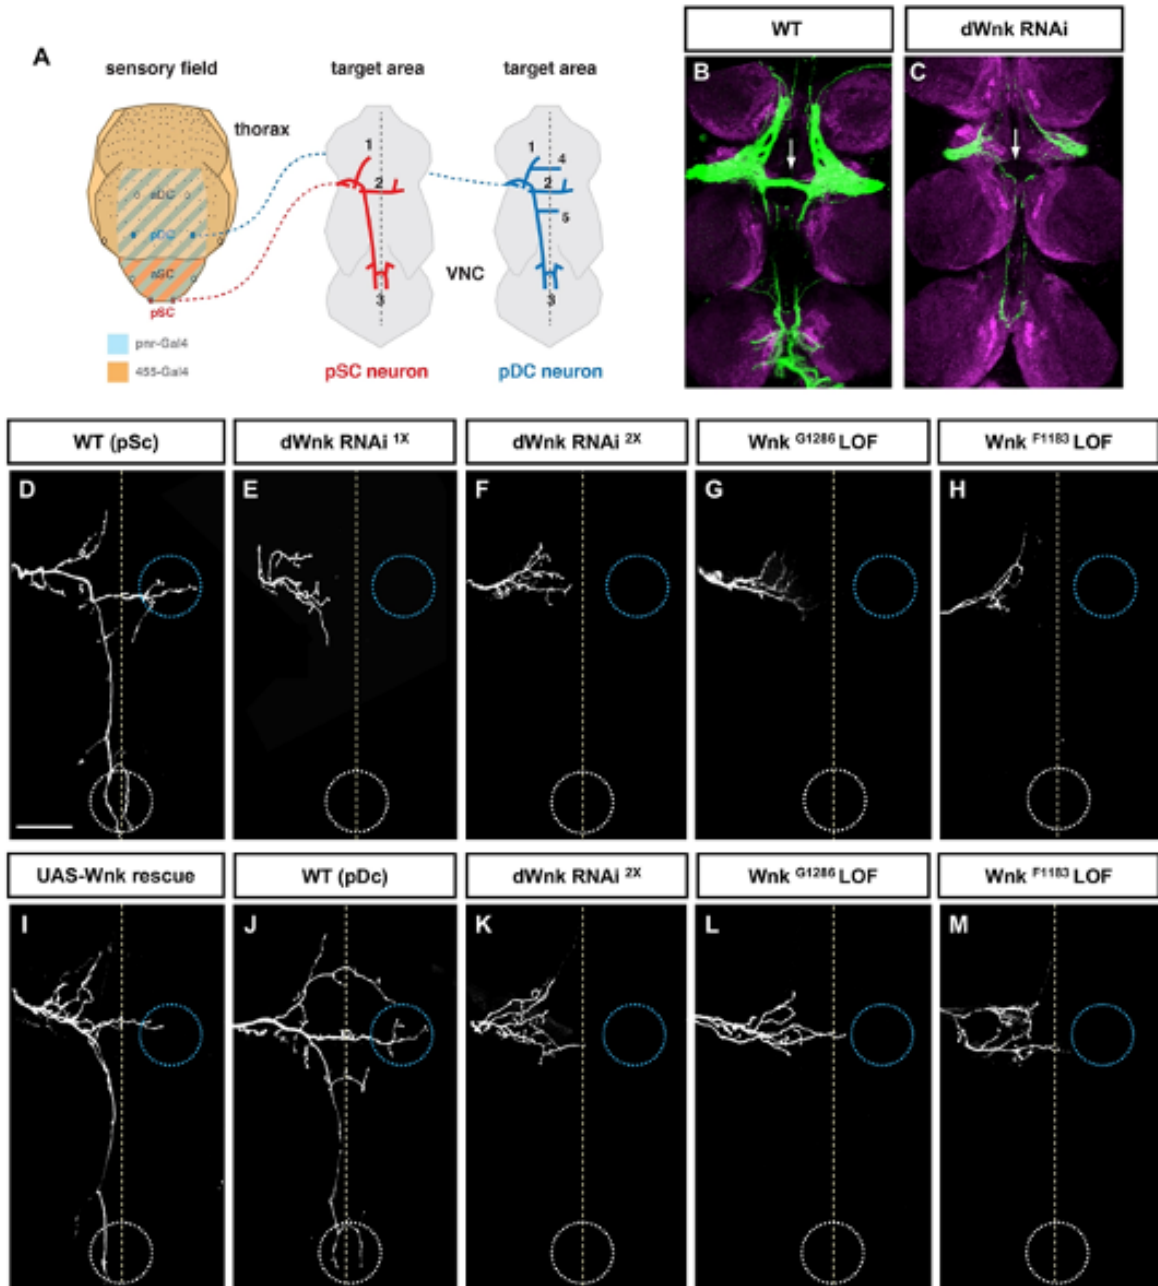 WT
dWnk RNAi
A
sensory field
target area
target area
B
C
thorax
1
2
3
1
4
2
5
3
aDC
pDC
aSC
pSC
VNC
pnr-Gal4
455-Gal4
pSC neuron
pDC neuron
WT (pSc)
dWnk RNAi 1X
dWnk RNAi 2X
Wnk G1286 LOF
Wnk F1183 LOF
D
E
F
G
H
UAS-Wnk rescue
WT (pDc)
dWnk RNAi 2X
Wnk G1286 LOF
Wnk F1183 LOF
I
J
K
L
M